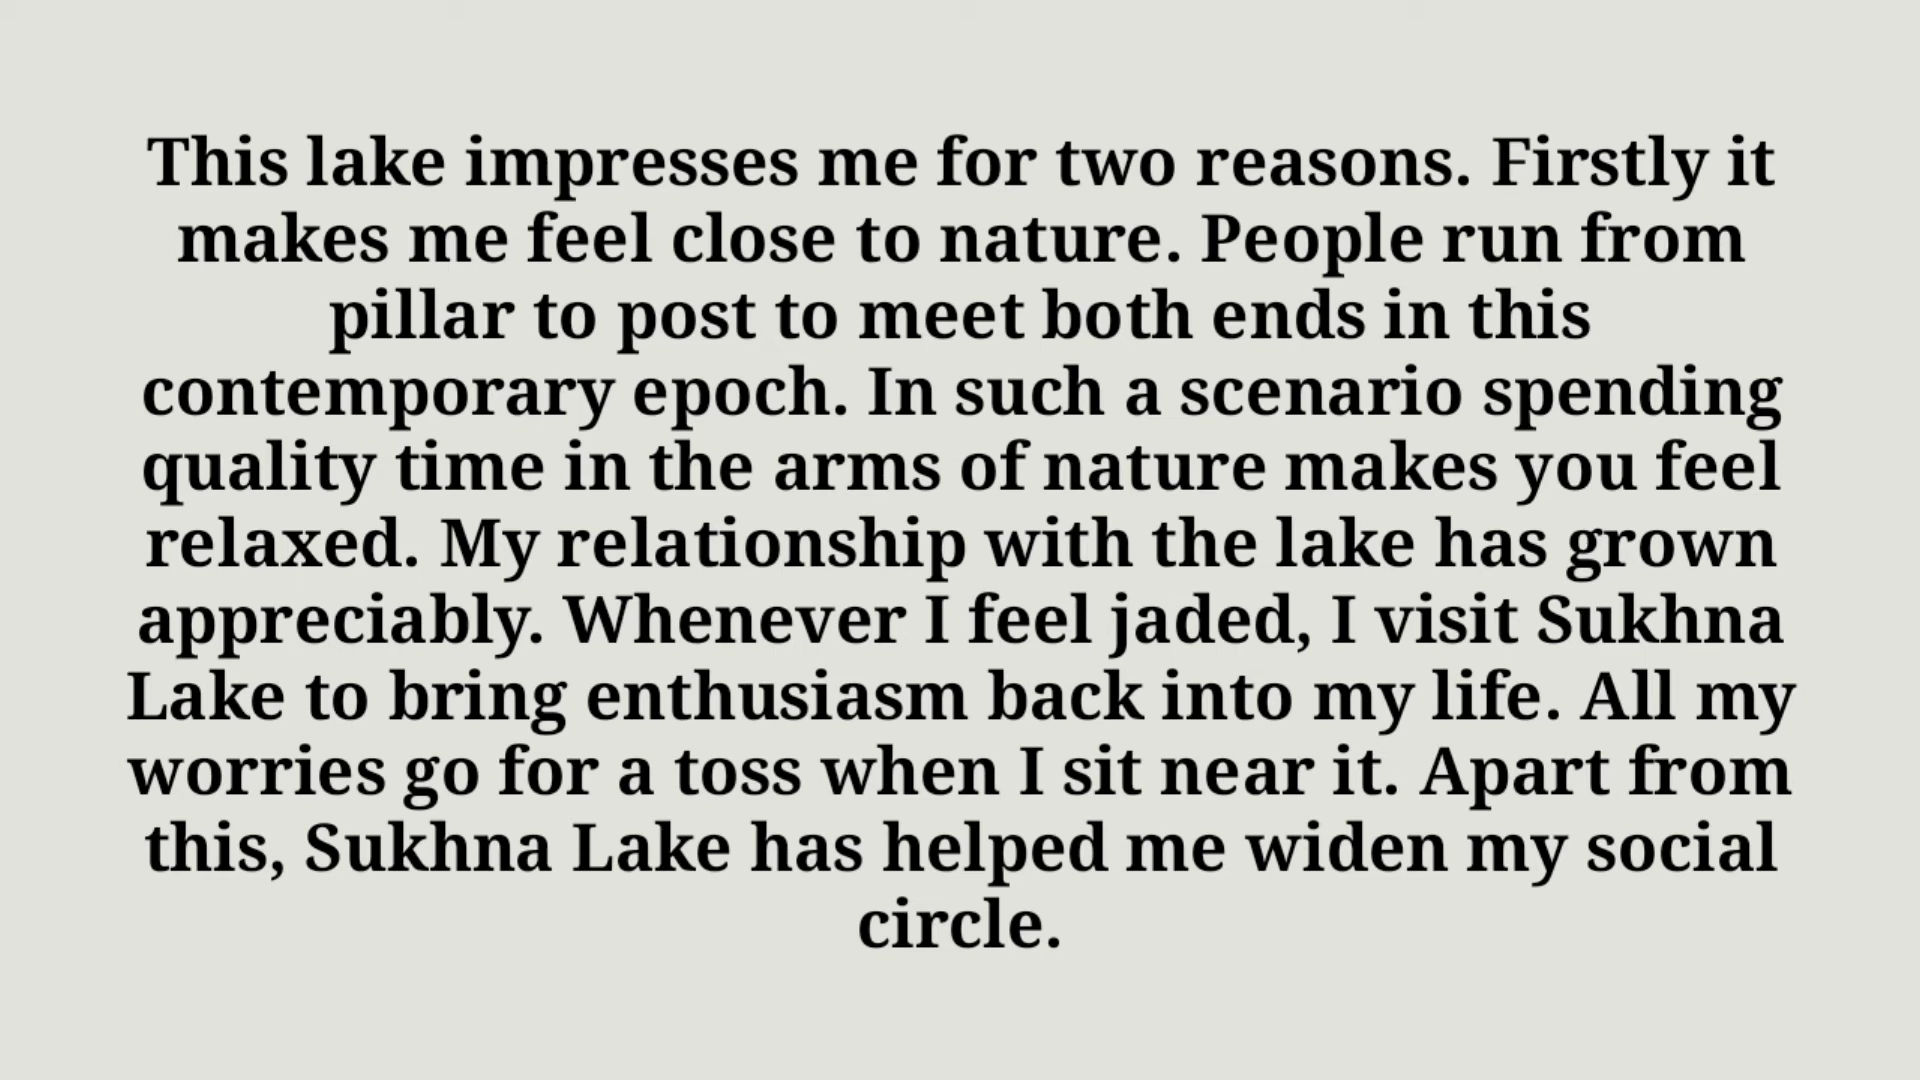 This lake impresses me for two reasons. Firstly it
makes me feel close to nature. People run from
pillar to post to meet both ends in this
contemporary epoch. In such a scenario spending
quality time in the arms of nature makes you feel
relaxed. My relationship with the lake has grown
appreciably. Whenever I feel jaded, I visit Sukhna
Lake to bring enthusiasm back into my life. All my
worries go for a toss when I sit near it. Apart from
this, Sukhna Lake has helped me widen my social
circle.